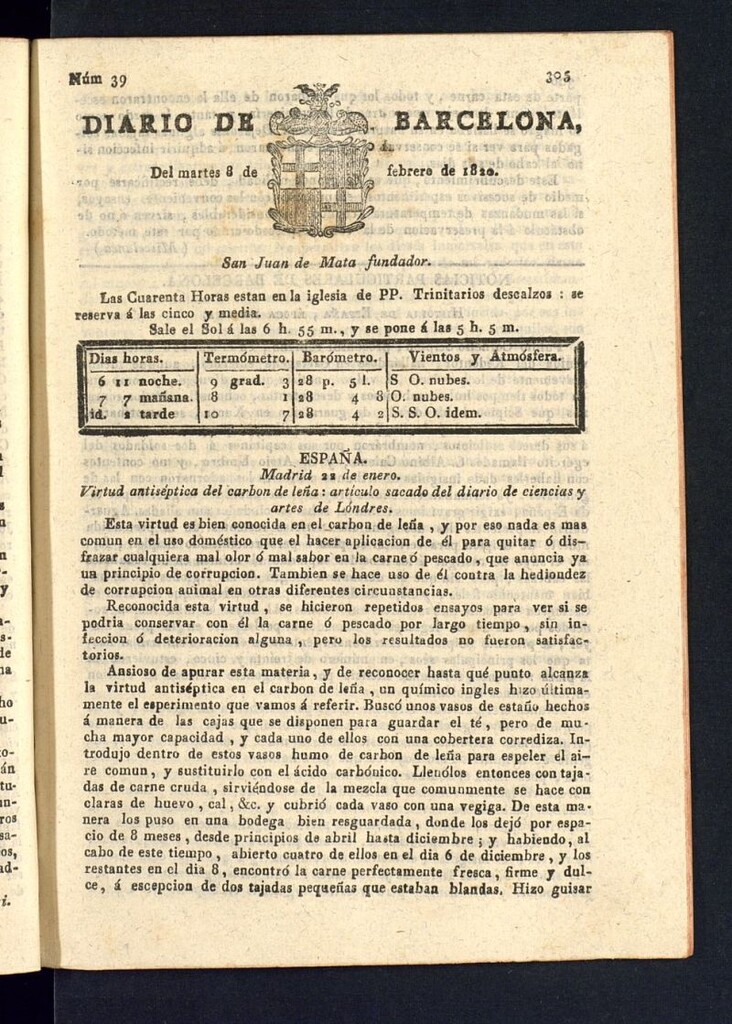 Núm 39 305
DIARIO DE BARCELONA,
Del martes 8 de febrero de 1820.
San Juan de Mata fundador.
Las Cuarenta Horas estan en la iglesia de PP. Trinitarios descalzos : se
reserva á las cinco y media.
Sale el Sol á las 6 h. 55 m., y se pone á las 5 h. 5 m.
Dias horas. Termómetro. Barómetro. Vientos y Atmósfera.
6 11 noche. 9 grad. 3 28 p. 5 l. S O. nubes.
7 7 mañana. 8 1 28 4 8 O. nubes.
id. 2 tarde 10 7 28 4 2 S. S. O. idem.
ESPAÑA.
Madrid 22 de enero.
Virtud antiséptica del carbon de leña : artículo sacado del diario de ciencias y
artes de Lóndres.
Esta virtud es bien conocida en el carbon de leña , y por eso nada es mas
comun en el uso doméstico que el hacer aplicacion de él para quitar ó dis-
frazar cualquiera mal olor ó mal sabor en la carne ó pescado , que anuncia ya
un principio de corrupcion. Tambien se hace uso de él contra la hediondez
de corrupcion animal en otras diferentes circunstancias.
Reconocida esta virtud , se hicieron repetidos ensayos para ver si se
podria conservar con él la carne ó pescado por largo tiempo , sin in-
feccion ó deterioracion alguna , pero los resultados no fueron satisfac-
torios.
Ansioso de apurar esta materia, y de reconocer hasta qué punto alcanza
la virtud antiséptica en el carbon de leña , un químico ingles hizo última-
mente el esperimento que vamos á referir. Buscó unos vasos de estaño hechos
á manera de las cajas que se disponen para guardar el té, pero de mu-
cha mayor capacidad , y cada uno de ellos con una cobertera corrediza. In-
trodujo dentro de estos vasos humo de carbon de leña para espeler el ai-
re comun, y sustituirlo con el ácido carbónico. Llenólos entonces con taja-
das de carne cruda , sirviéndose de la mezcla que comunmente se hace con
claras de huevo , cal , &c. y cubrió cada vaso con una vegiga. De esta ma-
nera los puso en una bodega bien resguardada, donde los dejó por espa-
cio de 8 meses , desde principios de abril hasta diciembre ; y habiendo, al
cabo de este tiempo , abierto cuatro de ellos en el dia 6 de diciembre , y los
restantes en el dia 8 , encontró la carne perfectamente fresca, firme y dul-
ce, á escepcion de dos tajadas pequeñas que estaban blandas. Hizo guisar